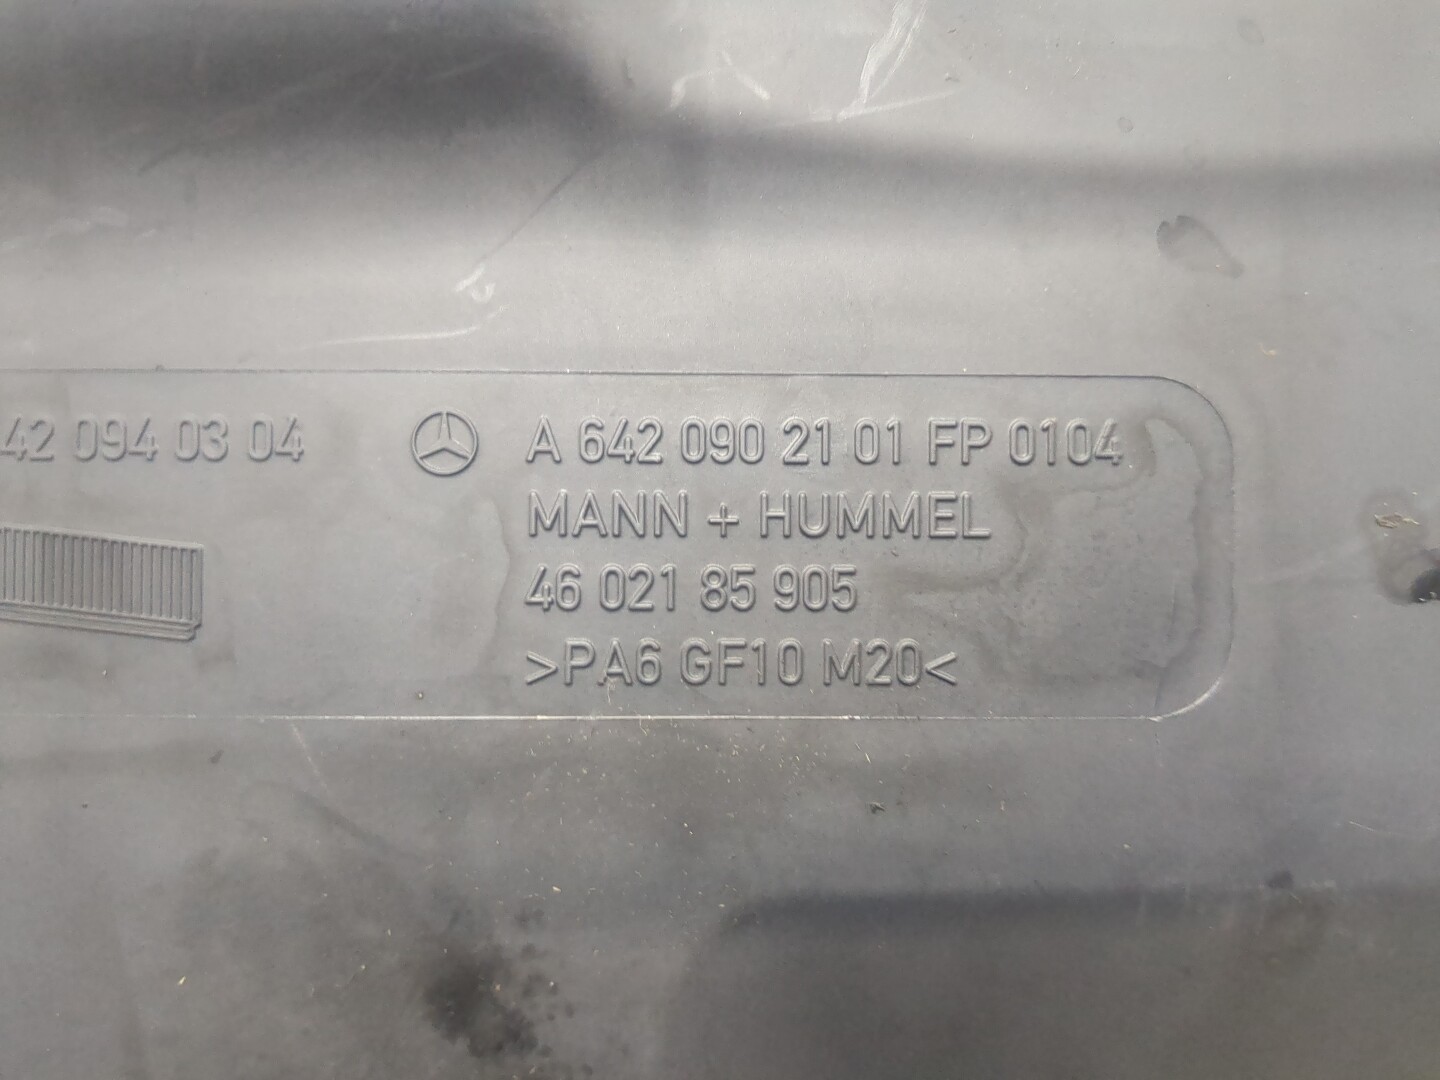 42 094 03 04
A 642 090 21 01 FP 0104
MANN + HUMMEL
46 021 85 905
>PA6 GF10 M20<